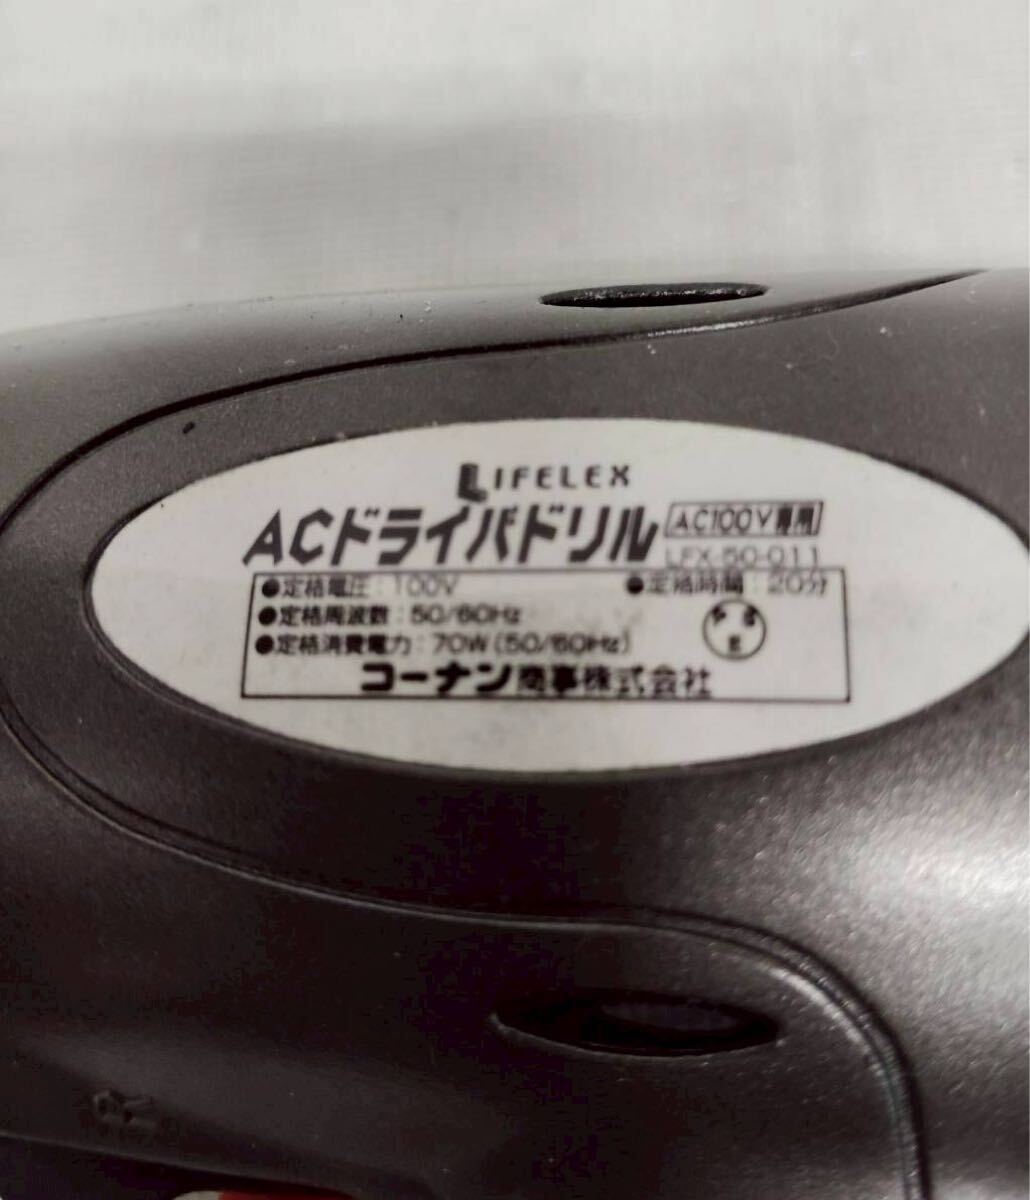 LIFELEX
ACドライバドリル AC100V専用
LFX-50-011
●定格電圧：100V ●定格時間：20分
●定格周波数：50/60Hz
●定格消費電力：70W（50/60Hz）
P S E
コーナン商事株式会社